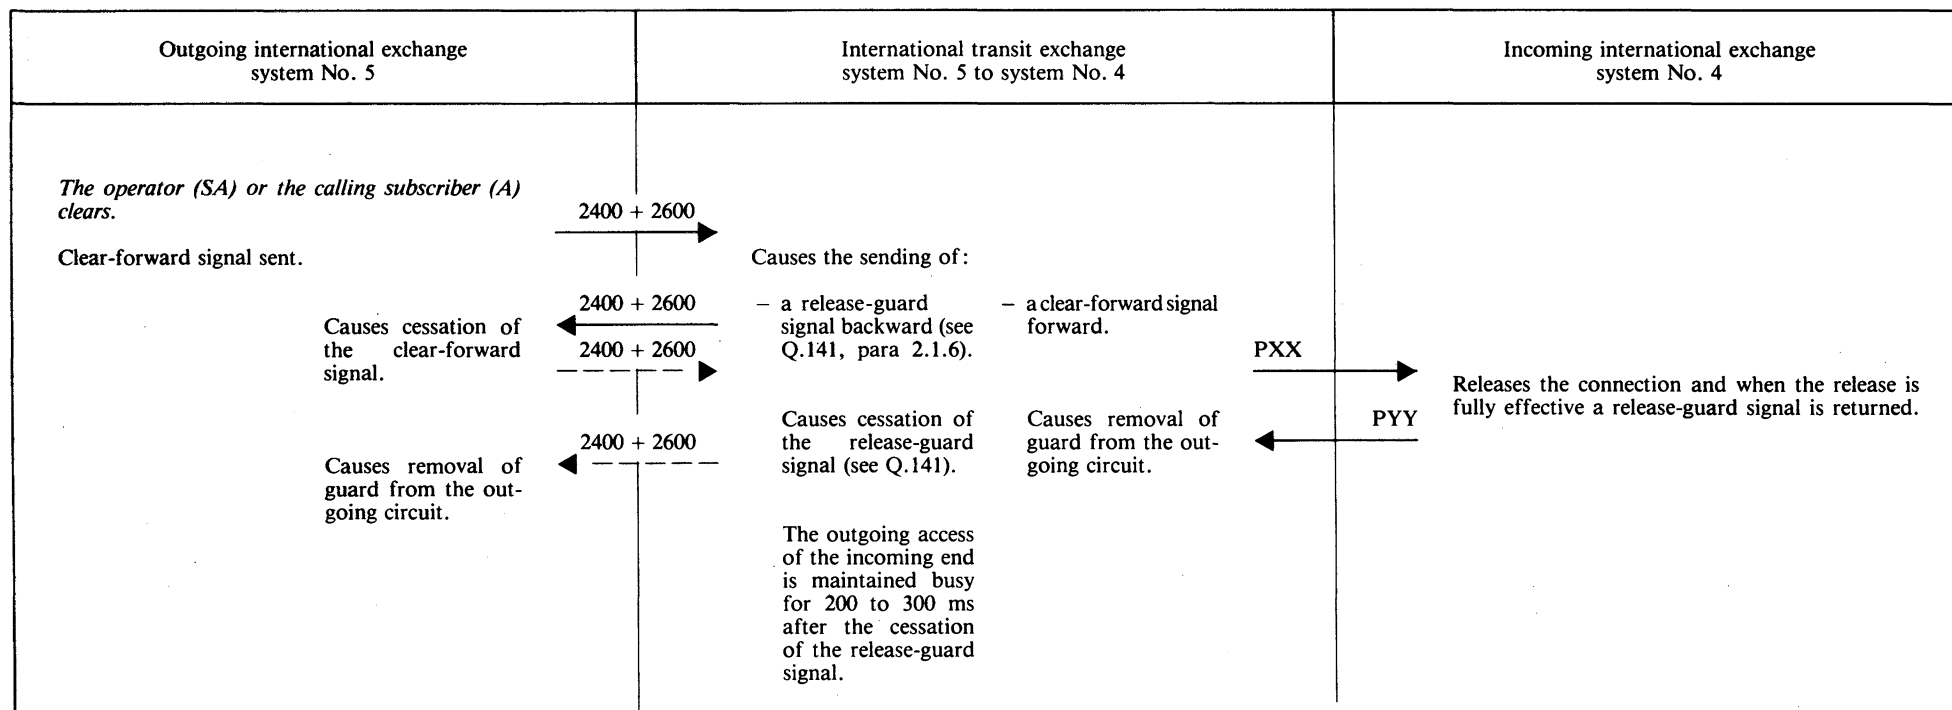 Outgoing international exchange
system No. 5
International transit exchange
system No. 5 to system No. 4
Incoming international exchange
system No. 4
The operator (SA) or the calling subscriber (A)
clears.
2400 + 2600
Clear-forward signal sent.
Causes the sending of:
2400 + 2600
– a release-guard
signal backward (see
Q.141, para 2.1.6).
– a clear-forward signal
forward.
Causes cessation of
the clear-forward
signal.
2400 + 2600
PXX
Releases the connection and when the release is
fully effective a release-guard signal is returned.
Causes cessation of
the release-guard
signal (see Q.141).
Causes removal of
guard from the out-
going circuit.
PYY
2400 + 2600
Causes removal of
guard from the out-
going circuit.
The outgoing access
of the incoming end
is maintained busy
for 200 to 300 ms
after the cessation
of the release-guard
signal.